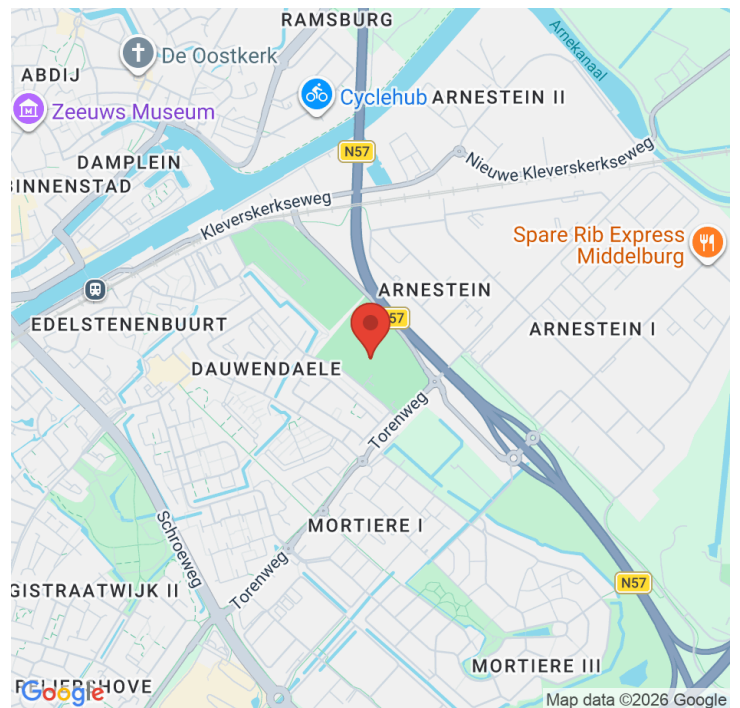 RAMSBURG
De Oostkerk
ABDIJ
Cyclehub
ARNESTEIN II
Arnekanaal
Zeeuws Museum
N57
DAMPLEIN
BINNENSTAD
Nieuwe Kleverskerkseweg
Kleverskerkseweg
Spare Rib Express
Middelburg
ARNESTEIN
57
EDELSTENENBUURT
ARNESTEIN I
DAUWENDAELE
Torenweg
MORTIERE I
Schroeweg
N57
GISTRAATWIJK II
Torenweg
MORTIERE III
Google
Map data ©2026 Google